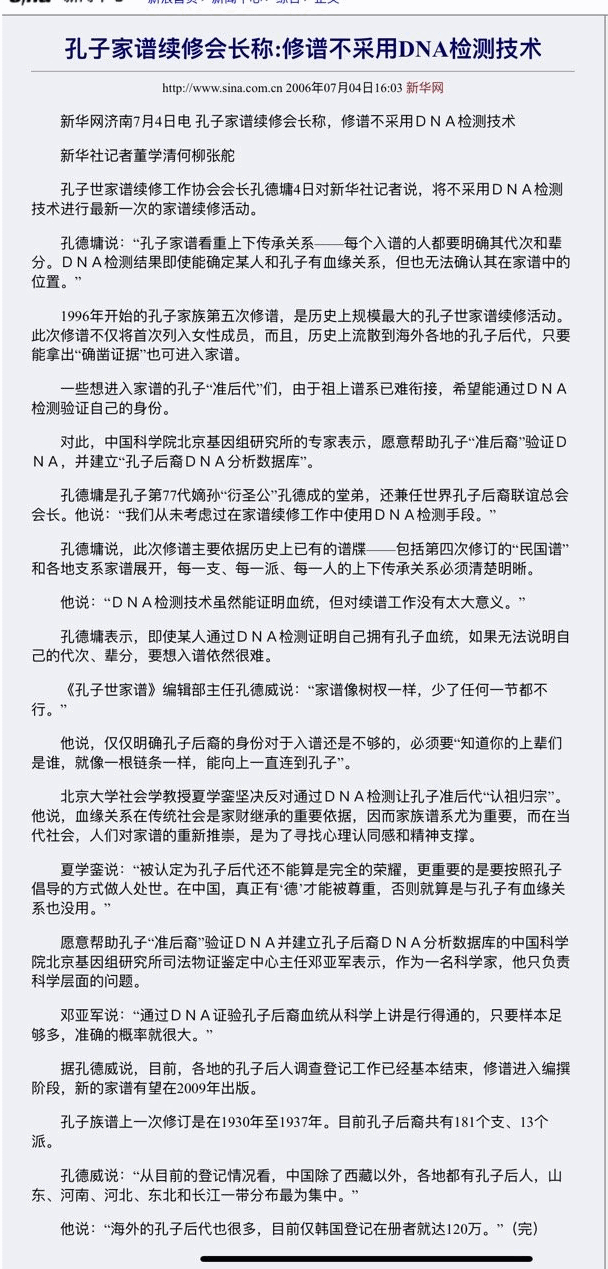 孔子家谱续修会长称:修谱不采用DNA检测技术
http://www.sina.com.cn 2006年07月04日16:03 新华网
新华网济南7月4日电 孔子家谱续修会长称，修谱不采用ＤＮＡ检测技术
新华社记者董学清何柳张舵
孔子世家谱续修工作协会会长孔德墉4日对新华社记者说，将不采用ＤＮＡ检测
技术进行最新一次的家谱续修活动。
孔德墉说：“孔子家谱看重上下传承关系——每个入谱的人都要明确其代次和辈
分。ＤＮＡ检测结果即使能确定某人和孔子有血缘关系，但也无法确认其在家谱中的
位置。”
1996年开始的孔子家族第五次修谱，是历史上规模最大的孔子世家谱续修活动。
此次修谱不仅将首次列入女性成员，而且，历史上流散到海外各地的孔子后代，只要
能拿出“确凿证据”也可进入家谱。
一些想进入家谱的孔子“准后代”们，由于祖上谱系已难衔接，希望能通过ＤＮＡ
检测验证自己的身份。
对此，中国科学院北京基因组研究所的专家表示，愿意帮助孔子“准后裔”验证Ｄ
ＮＡ，并建立“孔子后裔ＤＮＡ分析数据库”。
孔德墉是孔子第77代嫡孙“衍圣公”孔德成的堂弟，还兼任世界孔子后裔联谊总会
会长。他说：“我们从未考虑过在家谱续修工作中使用ＤＮＡ检测手段。”
孔德墉说，此次修谱主要依据历史上已有的谱牒——包括第四次修订的“民国谱”
和各地支系家谱展开，每一支、每一派、每一人的上下传承关系必须清楚明晰。
他说：“ＤＮＡ检测技术虽然能证明血统，但对续谱工作没有太大意义。”
孔德墉表示，即使某人通过ＤＮＡ检测证明自己拥有孔子血统，如果无法说明自
己的代次、辈分，要想入谱依然很难。
《孔子世家谱》编辑部主任孔德威说：“家谱像树杈一样，少了任何一节都不
行。”
他说，仅仅明确孔子后裔的身份对于入谱还是不够的，必须要“知道你的上辈们
是谁，就像一根链条一样，能向上一直连到孔子”。
北京大学社会学教授夏学銮坚决反对通过ＤＮＡ检测让孔子准后代“认祖归宗”。
他说，血缘关系在传统社会是家财继承的重要依据，因而家族谱系尤为重要，而在当
代社会，人们对家谱的重新推崇，是为了寻找心理认同感和精神支撑。
夏学銮说：“被认定为孔子后代还不能算是完全的荣耀，更重要的是要按照孔子
倡导的方式做人处世。在中国，真正有‘德’才能被尊重，否则就算是与孔子有血缘关
系也没用。”
愿意帮助孔子“准后裔”验证ＤＮＡ并建立孔子后裔ＤＮＡ分析数据库的中国科学
院北京基因组研究所司法物证鉴定中心主任邓亚军表示，作为一名科学家，他只负责
科学层面的问题。
邓亚军说：“通过ＤＮＡ证验孔子后裔血统从科学上讲是行得通的，只要样本足
够多，准确的概率就很大。”
据孔德威说，目前，各地的孔子后人调查登记工作已经基本结束，修谱进入编撰
阶段，新的家谱有望在2009年出版。
孔子族谱上一次修订是在1930年至1937年。目前孔子后裔共有181个支、13个
派。
孔德威说：“从目前的登记情况看，中国除了西藏以外，各地都有孔子后人，山
东、河南、河北、东北和长江一带分布最为集中。”
他说：“海外的孔子后代也很多，目前仅韩国登记在册者就达120万。”（完）